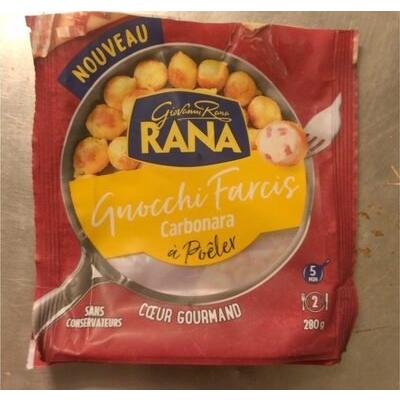 NOUVEAU
Giovanni Rana
RANA
Gnocchi Farcis
Carbonara
à Poêler
5
MIN
SANS
CONSERVATEURS
CŒUR GOURMAND
2
280g